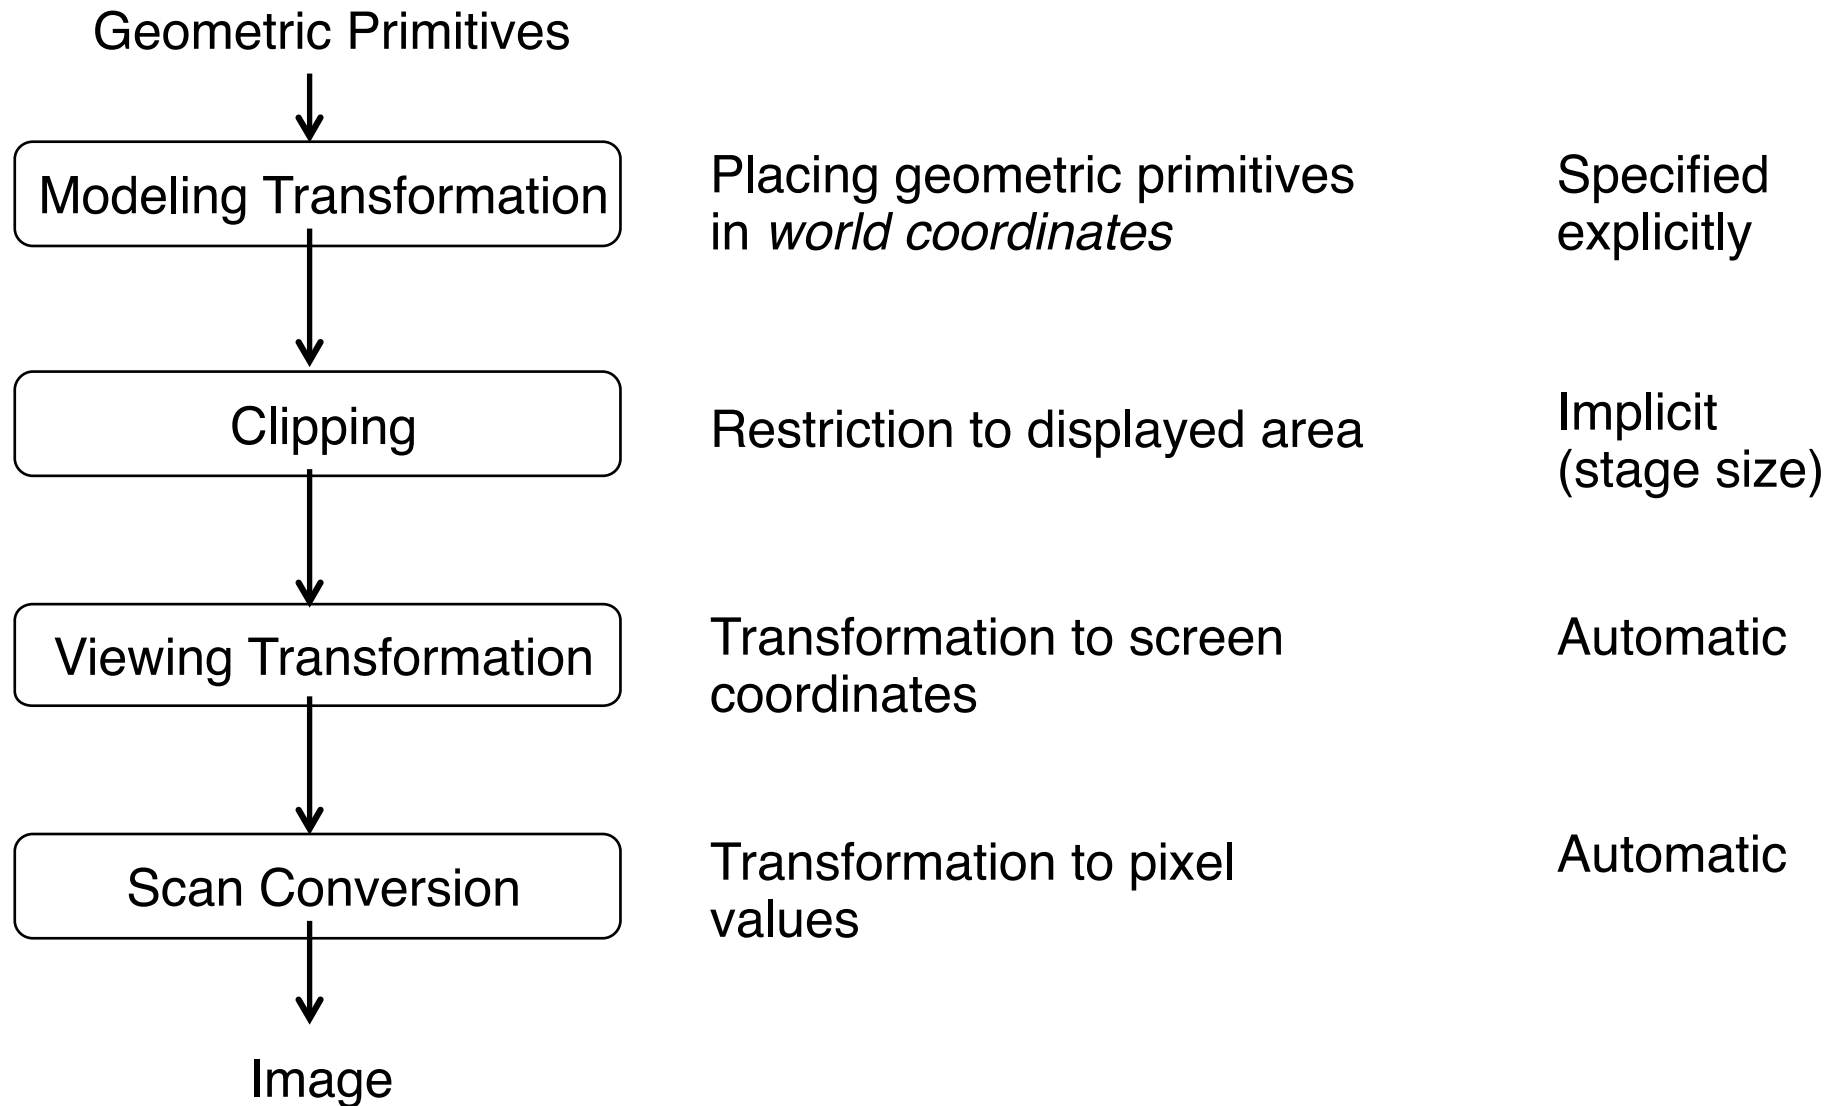 Geometric Primitives
Modeling Transformation
Placing geometric primitives
in world coordinates
Specified
explicitly
Clipping
Restriction to displayed area
Implicit
(stage size)
Viewing Transformation
Transformation to screen
coordinates
Automatic
Scan Conversion
Transformation to pixel
values
Automatic
Image